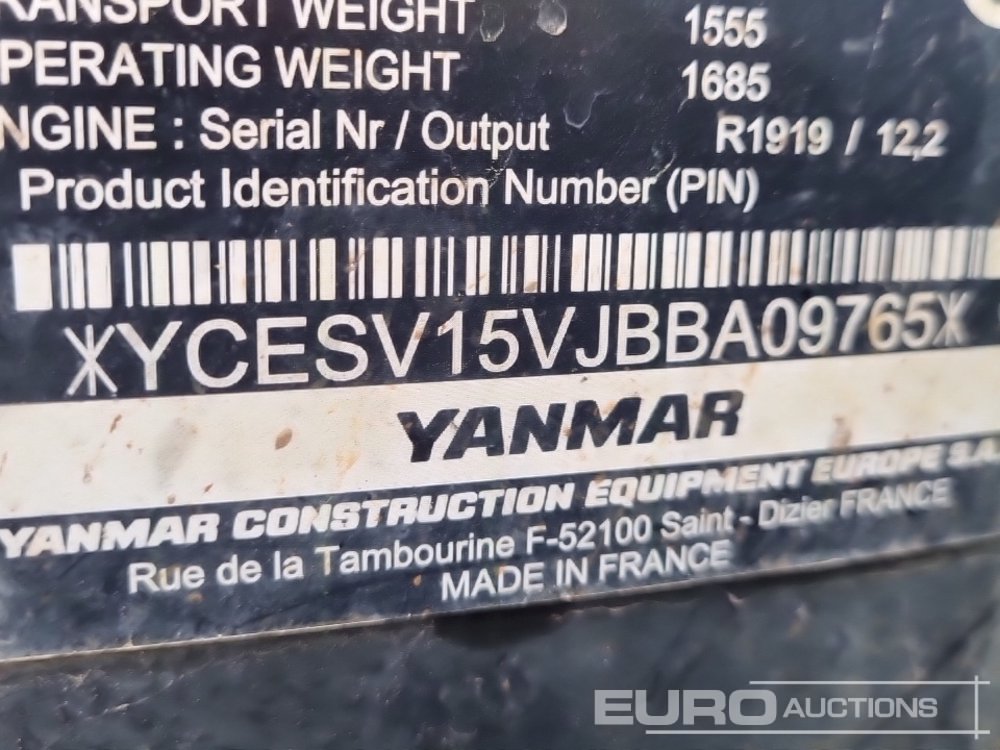 RANSPORT WEIGHT 1555
PERATING WEIGHT 1685
NGINE : Serial Nr / Output R1919 / 12,2
Product Identification Number (PIN)
*YCESV15VJBBA09765*
YANMAR
YANMAR CONSTRUCTION EQUIPMENT EUROPE S.A.
Rue de la Tambourine F-52100 Saint - Dizier FRANCE
MADE IN FRANCE
EURO AUCTIONS